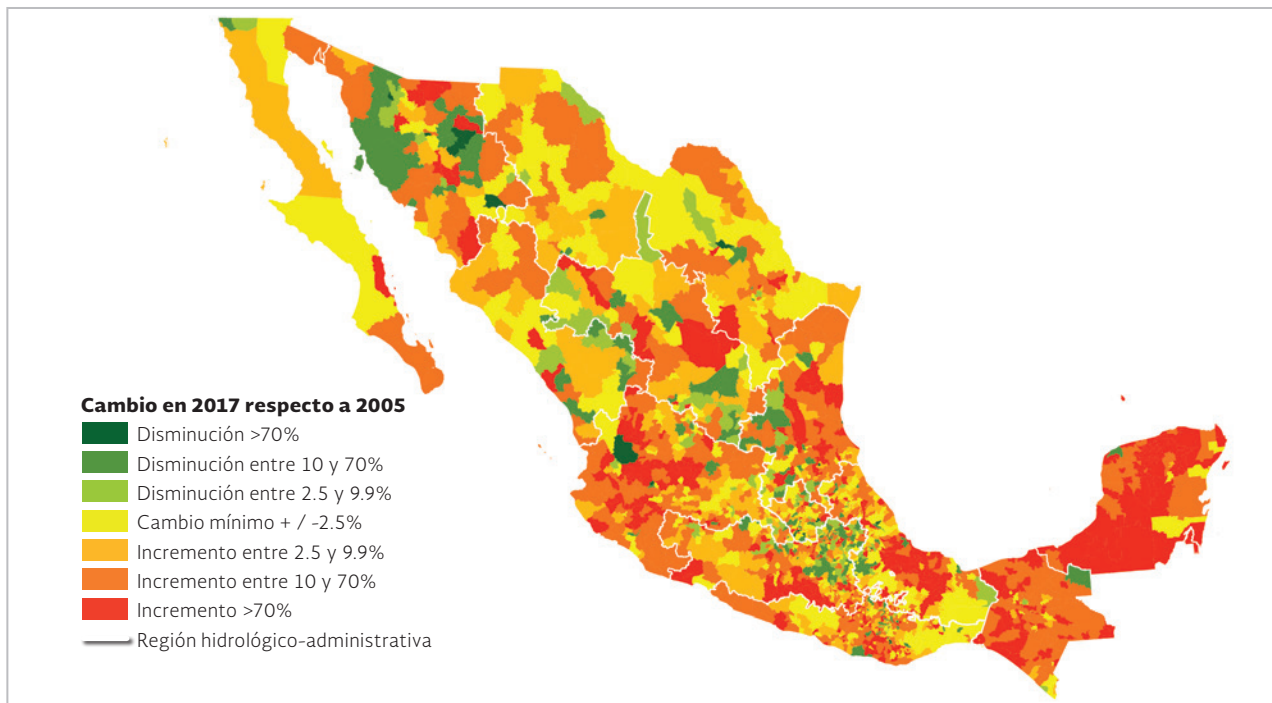 Cambio en 2017 respecto a 2005
Disminución >70%
Disminución entre 10 y 70%
Disminución entre 2.5 y 9.9%
Cambio mínimo + / -2.5%
Incremento entre 2.5 y 9.9%
Incremento entre 10 y 70%
Incremento >70%
Región hidrológico-administrativa